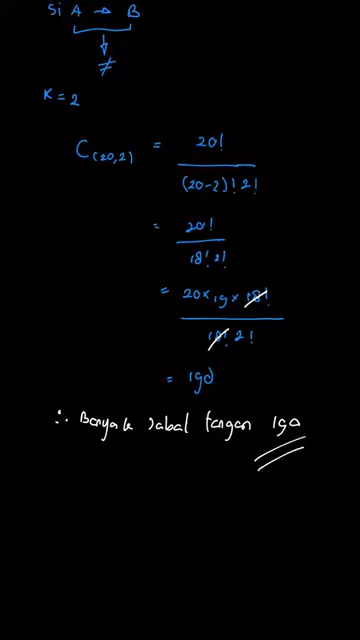 Si A → B
≠
K = 2
C(20,2) = 20! / (20-2)! 2!
= 20! / 18! 2!
= 20 × 19 × 18! / 18! 2!
= 190
∴ Banyak Jabat tangan 190